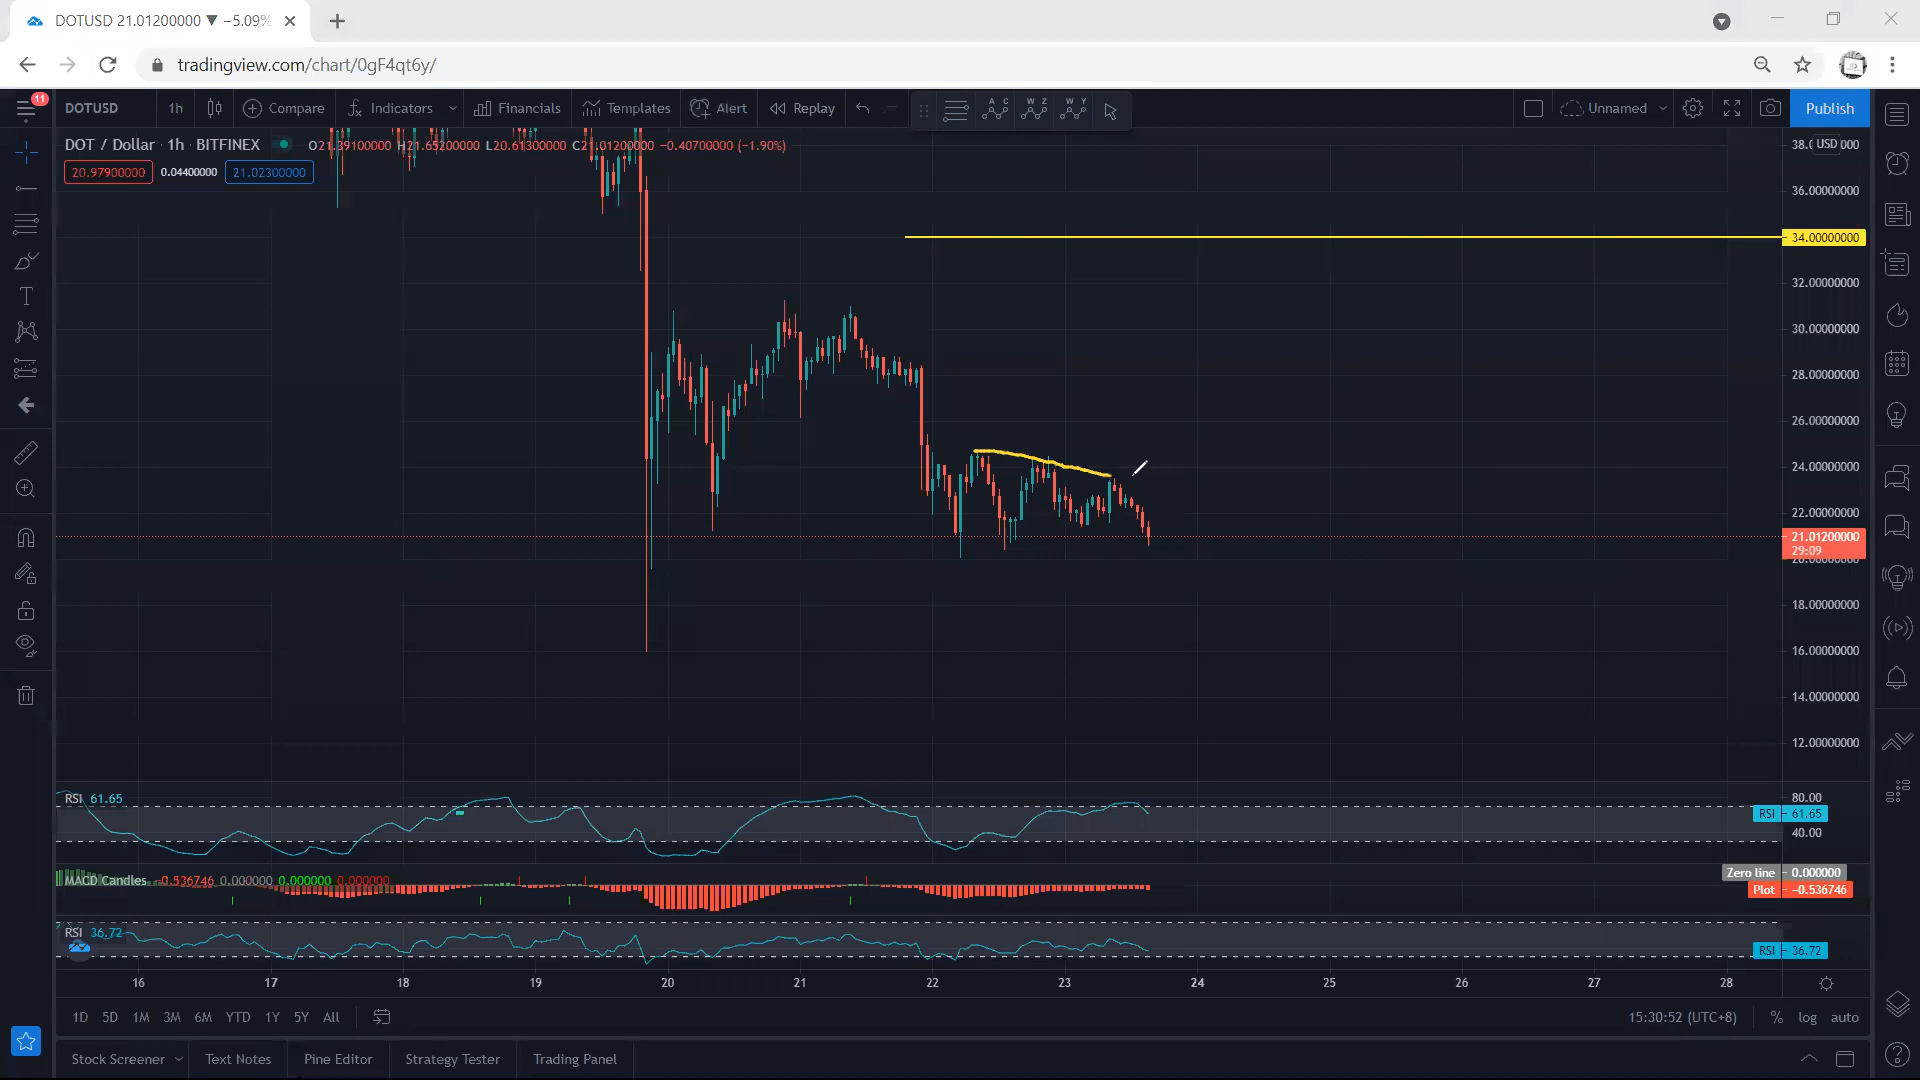 DOTUSD 21.01200000 ▼ −5.09%
tradingview.com/chart/0gF4qt6y/
11
DOTUSD 1h Compare Indicators Financials Templates Alert Replay Unnamed Publish
A C W Z W Y
DOT / Dollar · 1h · BITFINEX O21.39100000 H21.65200000 L20.61300000 C21.01200000 −0.40700000 (−1.90%)
20.97900000 0.04400000 21.02300000
USD
36.00000000
34.00000000
32.00000000
30.00000000
28.00000000
26.00000000
24.00000000
22.00000000
21.01200000
29:09
20.00000000
18.00000000
16.00000000
14.00000000
12.00000000
RSI 61.65
80.00
RSI 61.65
40.00
MACD Candles −0.536746 0.000000 0.000000 0.000000
Zero line 0.000000
Plot −0.536746
RSI 36.72
RSI 36.72
16 17 18 19 20 21 22 23 24 25 26 27 28
1D 5D 1M 3M 6M YTD 1Y 5Y All 15:30:52 (UTC+8) % log auto
Stock Screener Text Notes Pine Editor Strategy Tester Trading Panel